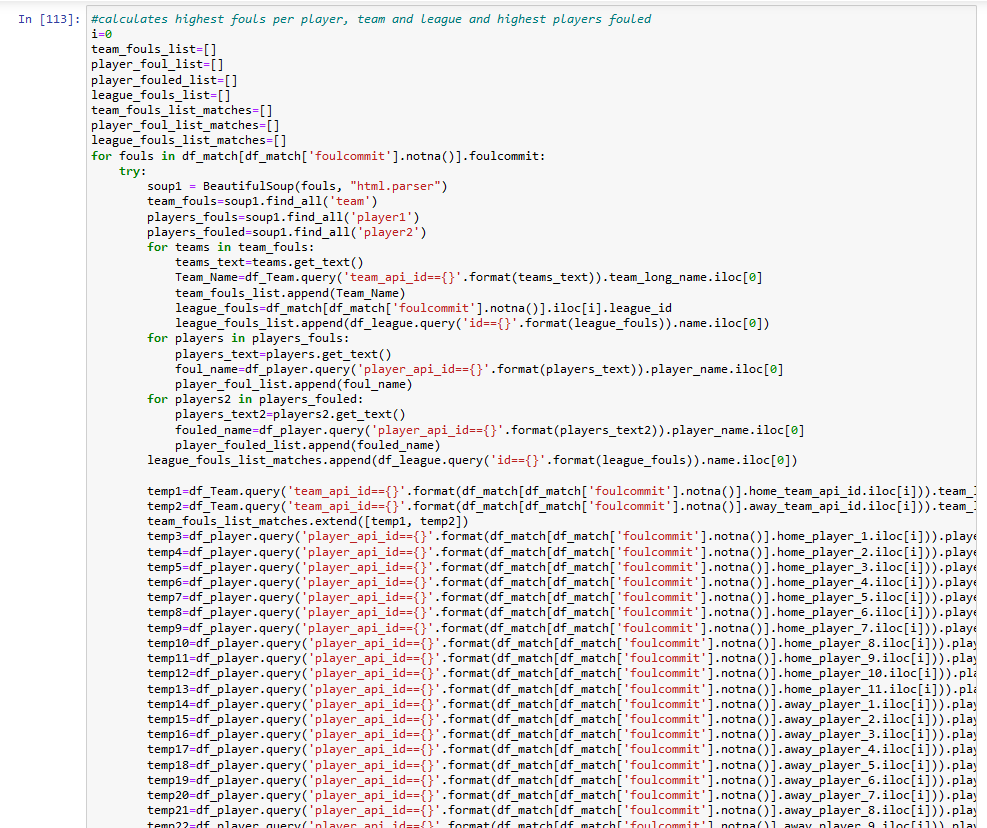 In [113]:
#calculates highest fouls per player, team and league and highest players fouled
i=0
team_fouls_list=[]
player_foul_list=[]
player_fouled_list=[]
league_fouls_list=[]
team_fouls_list_matches=[]
player_foul_list_matches=[]
league_fouls_list_matches=[]
for fouls in df_match[df_match['foulcommit'].notna()].foulcommit:
    try:
        soup1 = BeautifulSoup(fouls, "html.parser")
        team_fouls=soup1.find_all('team')
        players_fouls=soup1.find_all('player1')
        players_fouled=soup1.find_all('player2')
        for teams in team_fouls:
            teams_text=teams.get_text()
            Team_Name=df_Team.query('team_api_id=={}'.format(teams_text)).team_long_name.iloc[0]
            team_fouls_list.append(Team_Name)
            league_fouls=df_match[df_match['foulcommit'].notna()].iloc[i].league_id
            league_fouls_list.append(df_league.query('id=={}'.format(league_fouls)).name.iloc[0])
        for players in players_fouls:
            players_text=players.get_text()
            foul_name=df_player.query('player_api_id=={}'.format(players_text)).player_name.iloc[0]
            player_foul_list.append(foul_name)
        for players2 in players_fouled:
            players_text2=players2.get_text()
            fouled_name=df_player.query('player_api_id=={}'.format(players_text2)).player_name.iloc[0]
            player_fouled_list.append(fouled_name)
        league_fouls_list_matches.append(df_league.query('id=={}'.format(league_fouls)).name.iloc[0])
        temp1=df_Team.query('team_api_id=={}'.format(df_match[df_match['foulcommit'].notna()].home_team_api_id.iloc[i])).team_
        temp2=df_Team.query('team_api_id=={}'.format(df_match[df_match['foulcommit'].notna()].away_team_api_id.iloc[i])).team_
        team_fouls_list_matches.extend([temp1, temp2])
        temp3=df_player.query('player_api_id=={}'.format(df_match[df_match['foulcommit'].notna()].home_player_1.iloc[i])).playe
        temp4=df_player.query('player_api_id=={}'.format(df_match[df_match['foulcommit'].notna()].home_player_2.iloc[i])).playe
        temp5=df_player.query('player_api_id=={}'.format(df_match[df_match['foulcommit'].notna()].home_player_3.iloc[i])).playe
        temp6=df_player.query('player_api_id=={}'.format(df_match[df_match['foulcommit'].notna()].home_player_4.iloc[i])).playe
        temp7=df_player.query('player_api_id=={}'.format(df_match[df_match['foulcommit'].notna()].home_player_5.iloc[i])).playe
        temp8=df_player.query('player_api_id=={}'.format(df_match[df_match['foulcommit'].notna()].home_player_6.iloc[i])).playe
        temp9=df_player.query('player_api_id=={}'.format(df_match[df_match['foulcommit'].notna()].home_player_7.iloc[i])).playe
        temp10=df_player.query('player_api_id=={}'.format(df_match[df_match['foulcommit'].notna()].home_player_8.iloc[i])).play
        temp11=df_player.query('player_api_id=={}'.format(df_match[df_match['foulcommit'].notna()].home_player_9.iloc[i])).play
        temp12=df_player.query('player_api_id=={}'.format(df_match[df_match['foulcommit'].notna()].home_player_10.iloc[i])).pla
        temp13=df_player.query('player_api_id=={}'.format(df_match[df_match['foulcommit'].notna()].home_player_11.iloc[i])).pla
        temp14=df_player.query('player_api_id=={}'.format(df_match[df_match['foulcommit'].notna()].away_player_1.iloc[i])).play
        temp15=df_player.query('player_api_id=={}'.format(df_match[df_match['foulcommit'].notna()].away_player_2.iloc[i])).play
        temp16=df_player.query('player_api_id=={}'.format(df_match[df_match['foulcommit'].notna()].away_player_3.iloc[i])).play
        temp17=df_player.query('player_api_id=={}'.format(df_match[df_match['foulcommit'].notna()].away_player_4.iloc[i])).play
        temp18=df_player.query('player_api_id=={}'.format(df_match[df_match['foulcommit'].notna()].away_player_5.iloc[i])).play
        temp19=df_player.query('player_api_id=={}'.format(df_match[df_match['foulcommit'].notna()].away_player_6.iloc[i])).play
        temp20=df_player.query('player_api_id=={}'.format(df_match[df_match['foulcommit'].notna()].away_player_7.iloc[i])).play
        temp21=df_player.query('player_api_id=={}'.format(df_match[df_match['foulcommit'].notna()].away_player_8.iloc[i])).play
        temp22=df_player.query('player_api_id=={}'.format(df_match[df_match['foulcommit'].notna()].away_player_9.iloc[i])).play